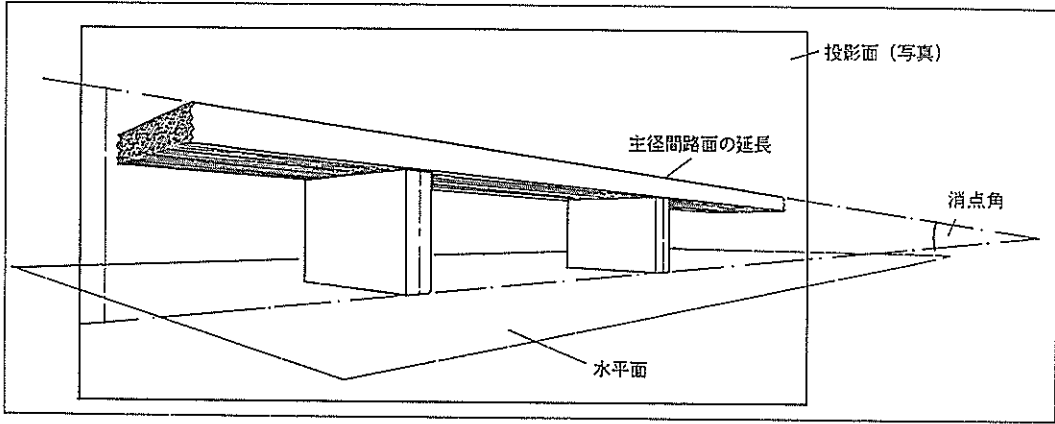 投影面（写真）
主径間路面の延長
消点角
水平面